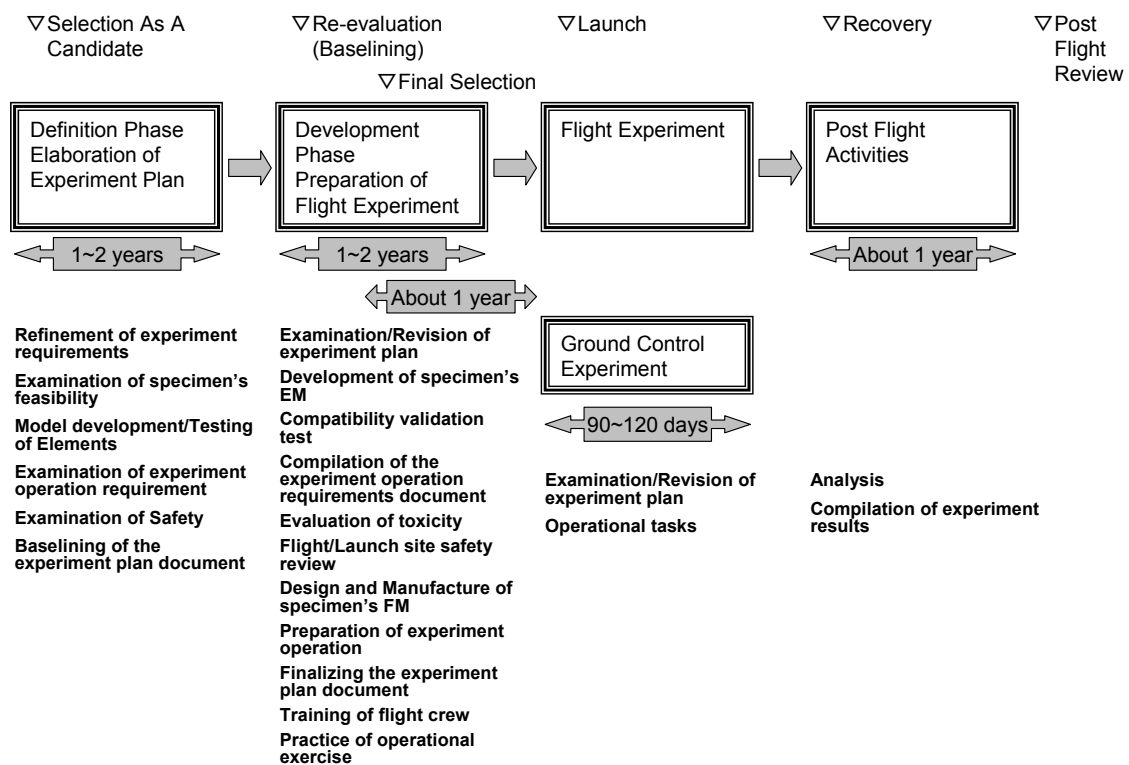 ▽Selection As A
Candidate
▽Re-evaluation
(Baselining)
▽Final Selection
▽Launch
▽Recovery
▽Post
Flight
Review
Definition Phase
Elaboration of
Experiment Plan
Development
Phase
Preparation of
Flight Experiment
Flight Experiment
Post Flight
Activities
1~2 years
1~2 years
About 1 year
About 1 year
Ground Control
Experiment
90~120 days
Refinement of experiment
requirements
Examination of specimen's
feasibility
Model development/Testing
of Elements
Examination of experiment
operation requirement
Examination of Safety
Baselining of the
experiment plan document
Examination/Revision of
experiment plan
Development of specimen's
EM
Compatibility validation
test
Compilation of the
experiment operation
requirements document
Evaluation of toxicity
Flight/Launch site safety
review
Design and Manufacture of
specimen's FM
Preparation of experiment
operation
Finalizing the experiment
plan document
Training of flight crew
Practice of operational
exercise
Examination/Revision of
experiment plan
Operational tasks
Analysis
Compilation of experiment
results